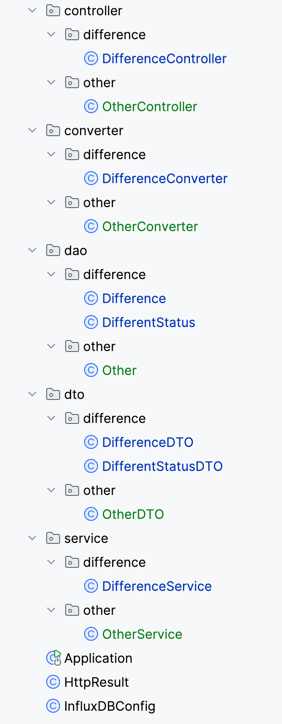 controller
difference
DifferenceController
other
OtherController
converter
difference
DifferenceConverter
other
OtherConverter
dao
difference
Difference
DifferentStatus
other
Other
dto
difference
DifferenceDTO
DifferentStatusDTO
other
OtherDTO
service
difference
DifferenceService
other
OtherService
Application
HttpResult
InfluxDBConfig